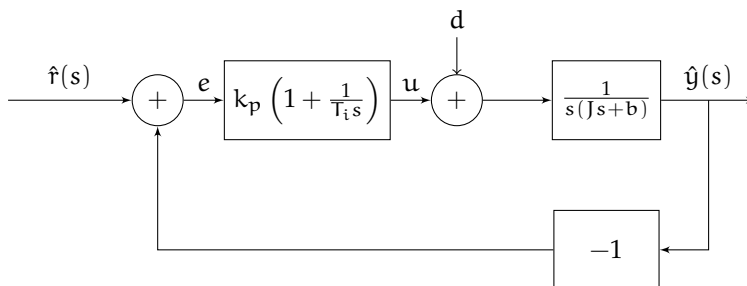 d
r̂(s)
+
e
k_p (1 + 1/(T_i s))
u
+
1/(s(Js+b))
ŷ(s)
−1